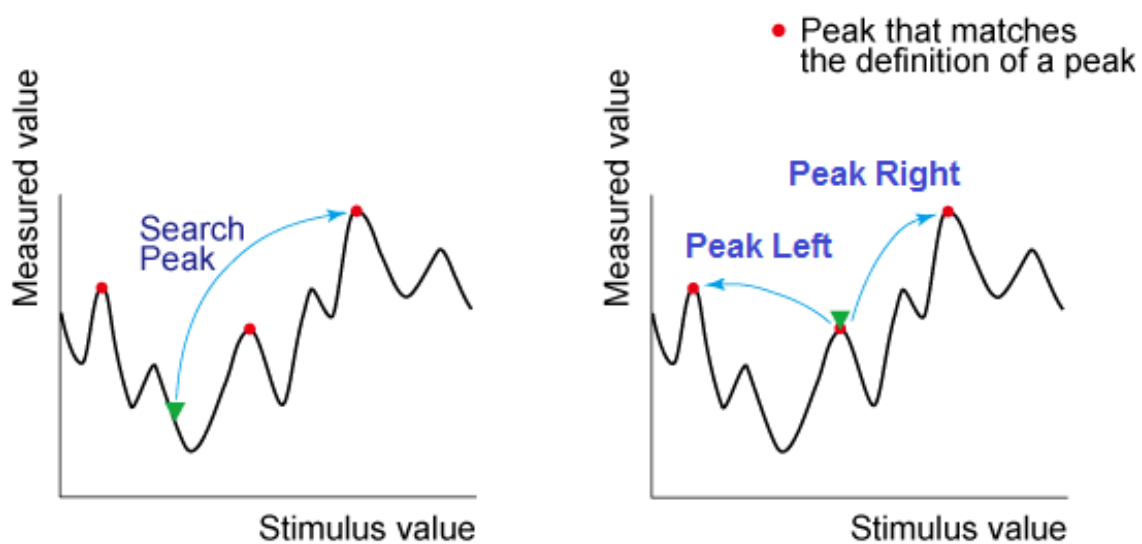 Peak that matches
the definition of a peak
Measured value
Search
Peak
Stimulus value
Measured value
Peak Right
Peak Left
Stimulus value